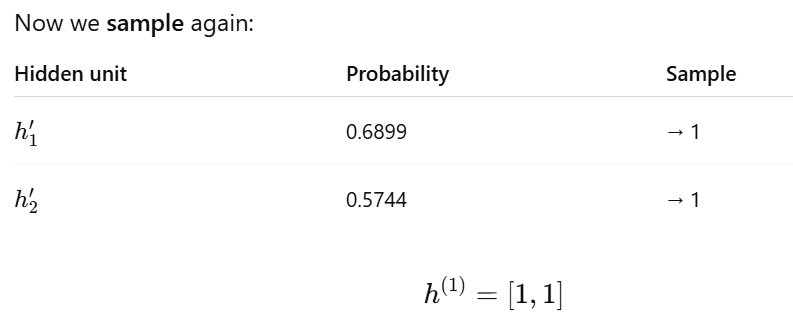 Now we sample again:
Hidden unit Probability Sample
h′₁ 0.6899 → 1
h′₂ 0.5744 → 1
h⁽¹⁾ = [1, 1]